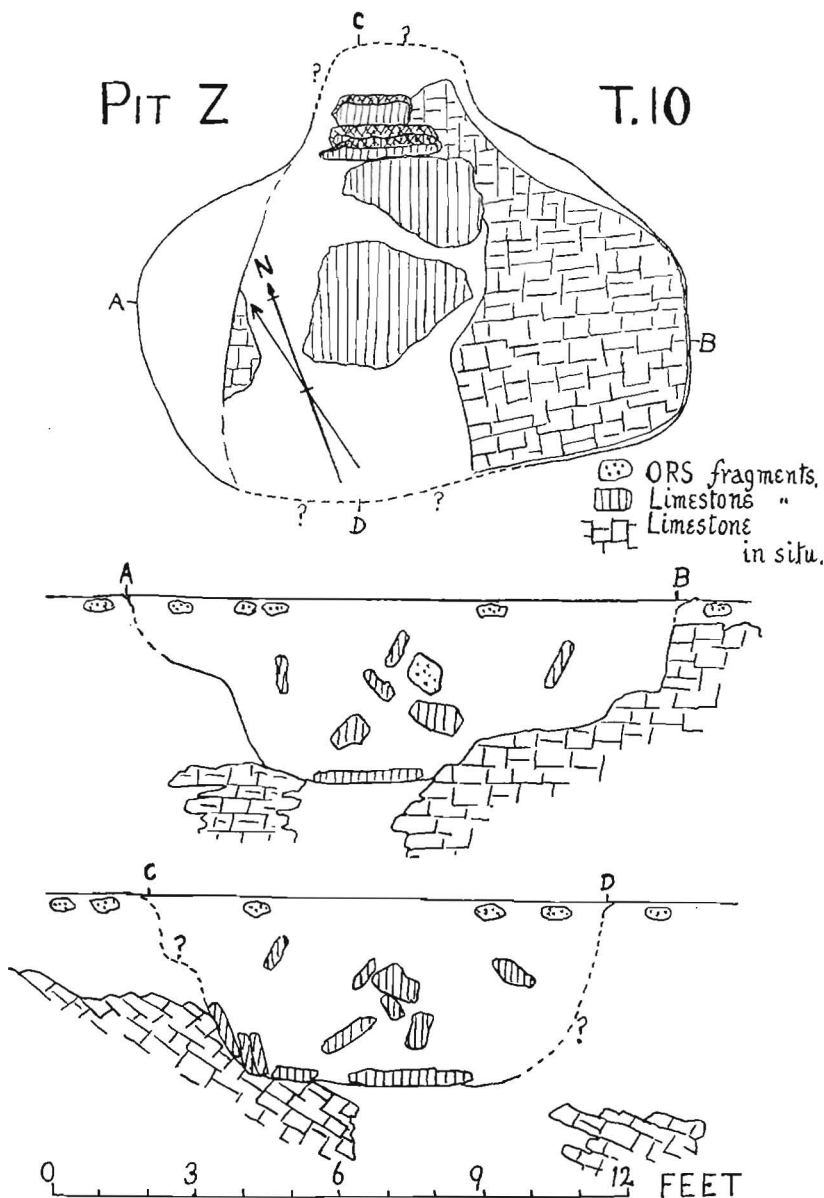 C
?
?
PIT Z
T.10
N
A
B
?
D
?
ORS fragments.
Limestone "
Limestone
in situ.
A
B
C
D
?
?
0 3 6 9 12 FEET